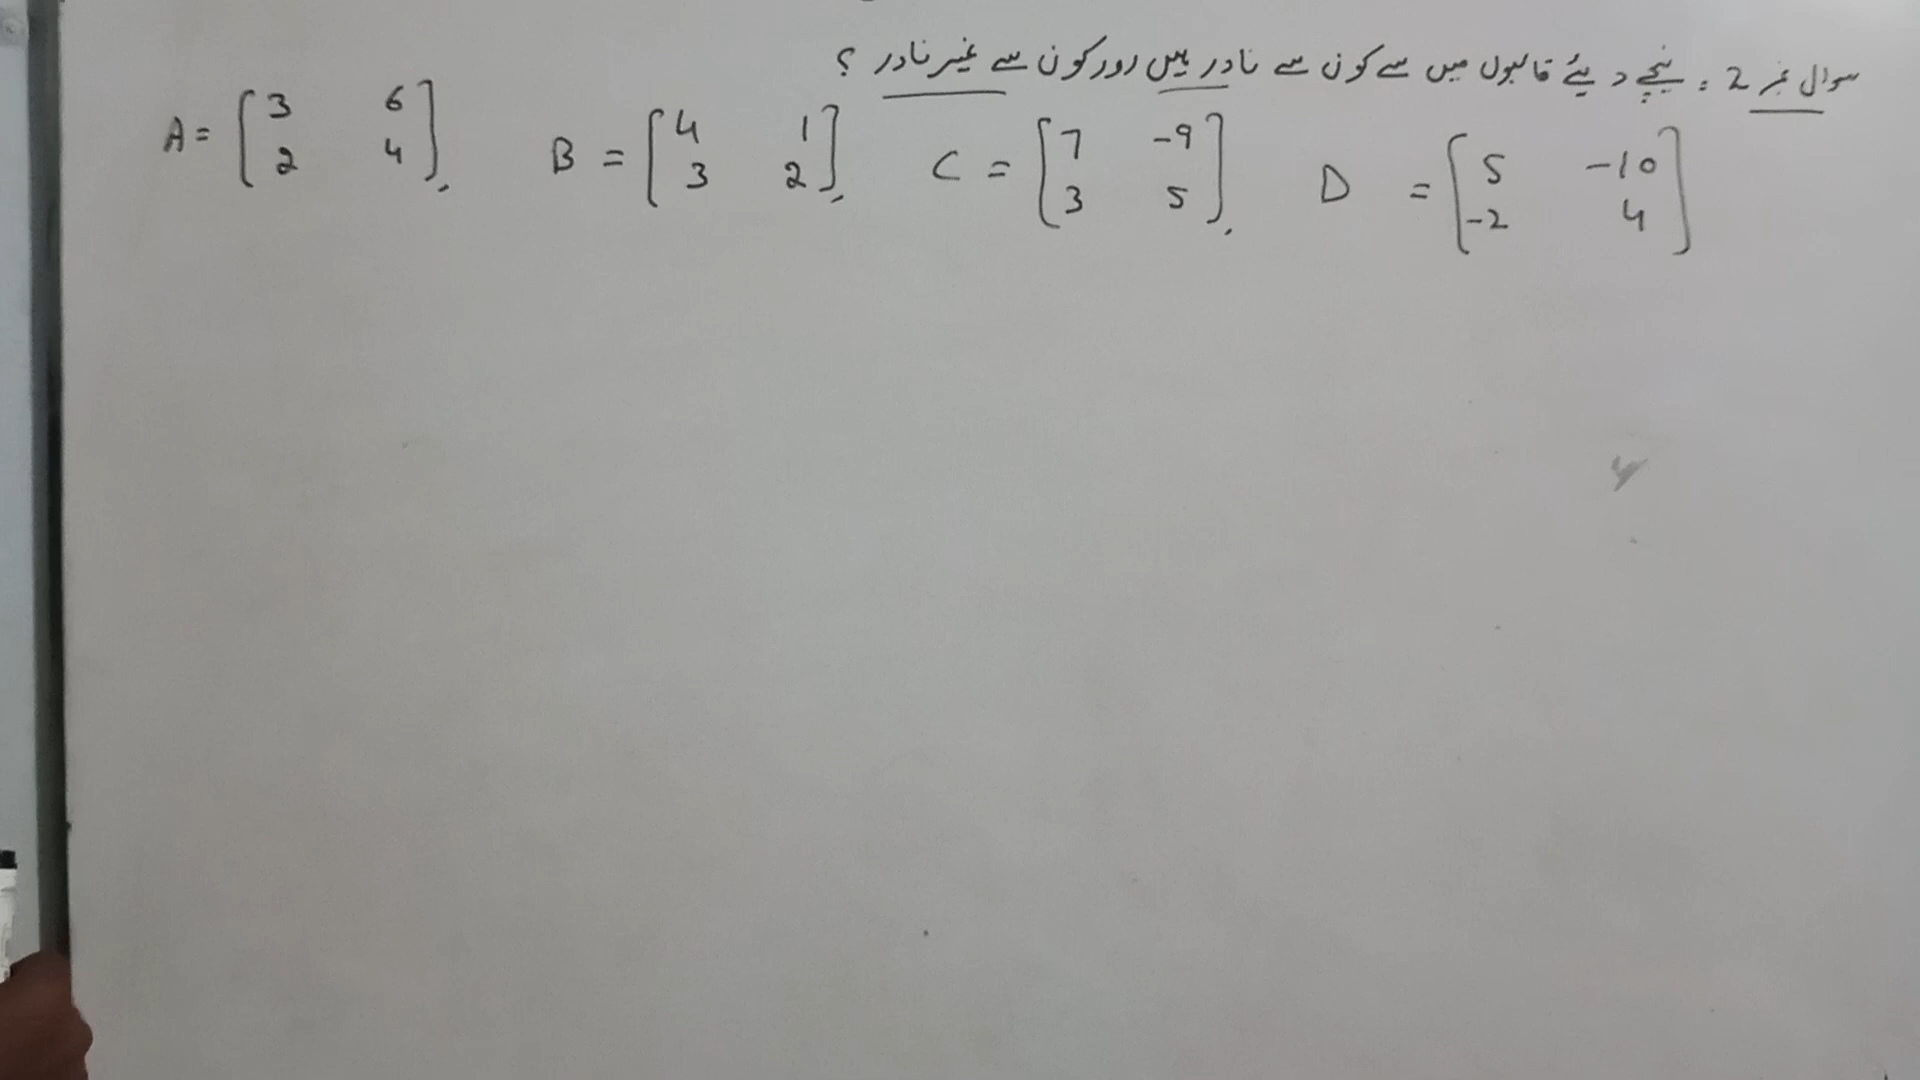 سوال نمبر 2 : نیچے دیئے قالبوں میں سے کون سے نادر ہیں اور کون سے غیر نادر ؟
A = [3 6
2 4], B = [4 1
3 2], C = [7 -9
3 5], D = [5 -10
-2 4]